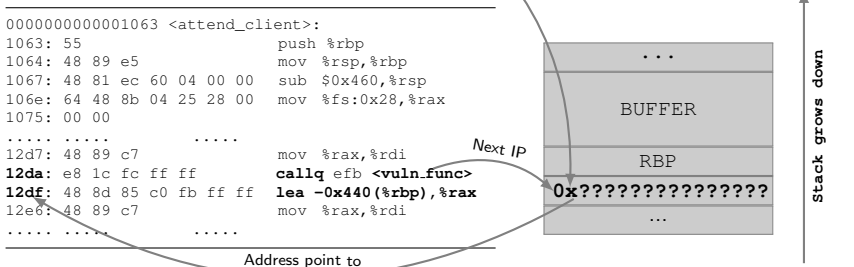 0000000000001063 <attend_client>:
1063: 55 push %rbp
1064: 48 89 e5 mov %rsp,%rbp
1067: 48 81 ec 60 04 00 00 sub $0x460,%rsp
106e: 64 48 8b 04 25 28 00 mov %fs:0x28,%rax
1075: 00 00
..... ..... .....
12d7: 48 89 c7 mov %rax,%rdi
12da: e8 1c fc ff ff callq efb <vuln_func>
12df: 48 8d 85 c0 fb ff ff lea -0x440(%rbp),%rax
12e6: 48 89 c7 mov %rax,%rdi
..... ..... .....
Address point to
Next IP
...
BUFFER
RBP
0x???????????????
...
Stack grows down